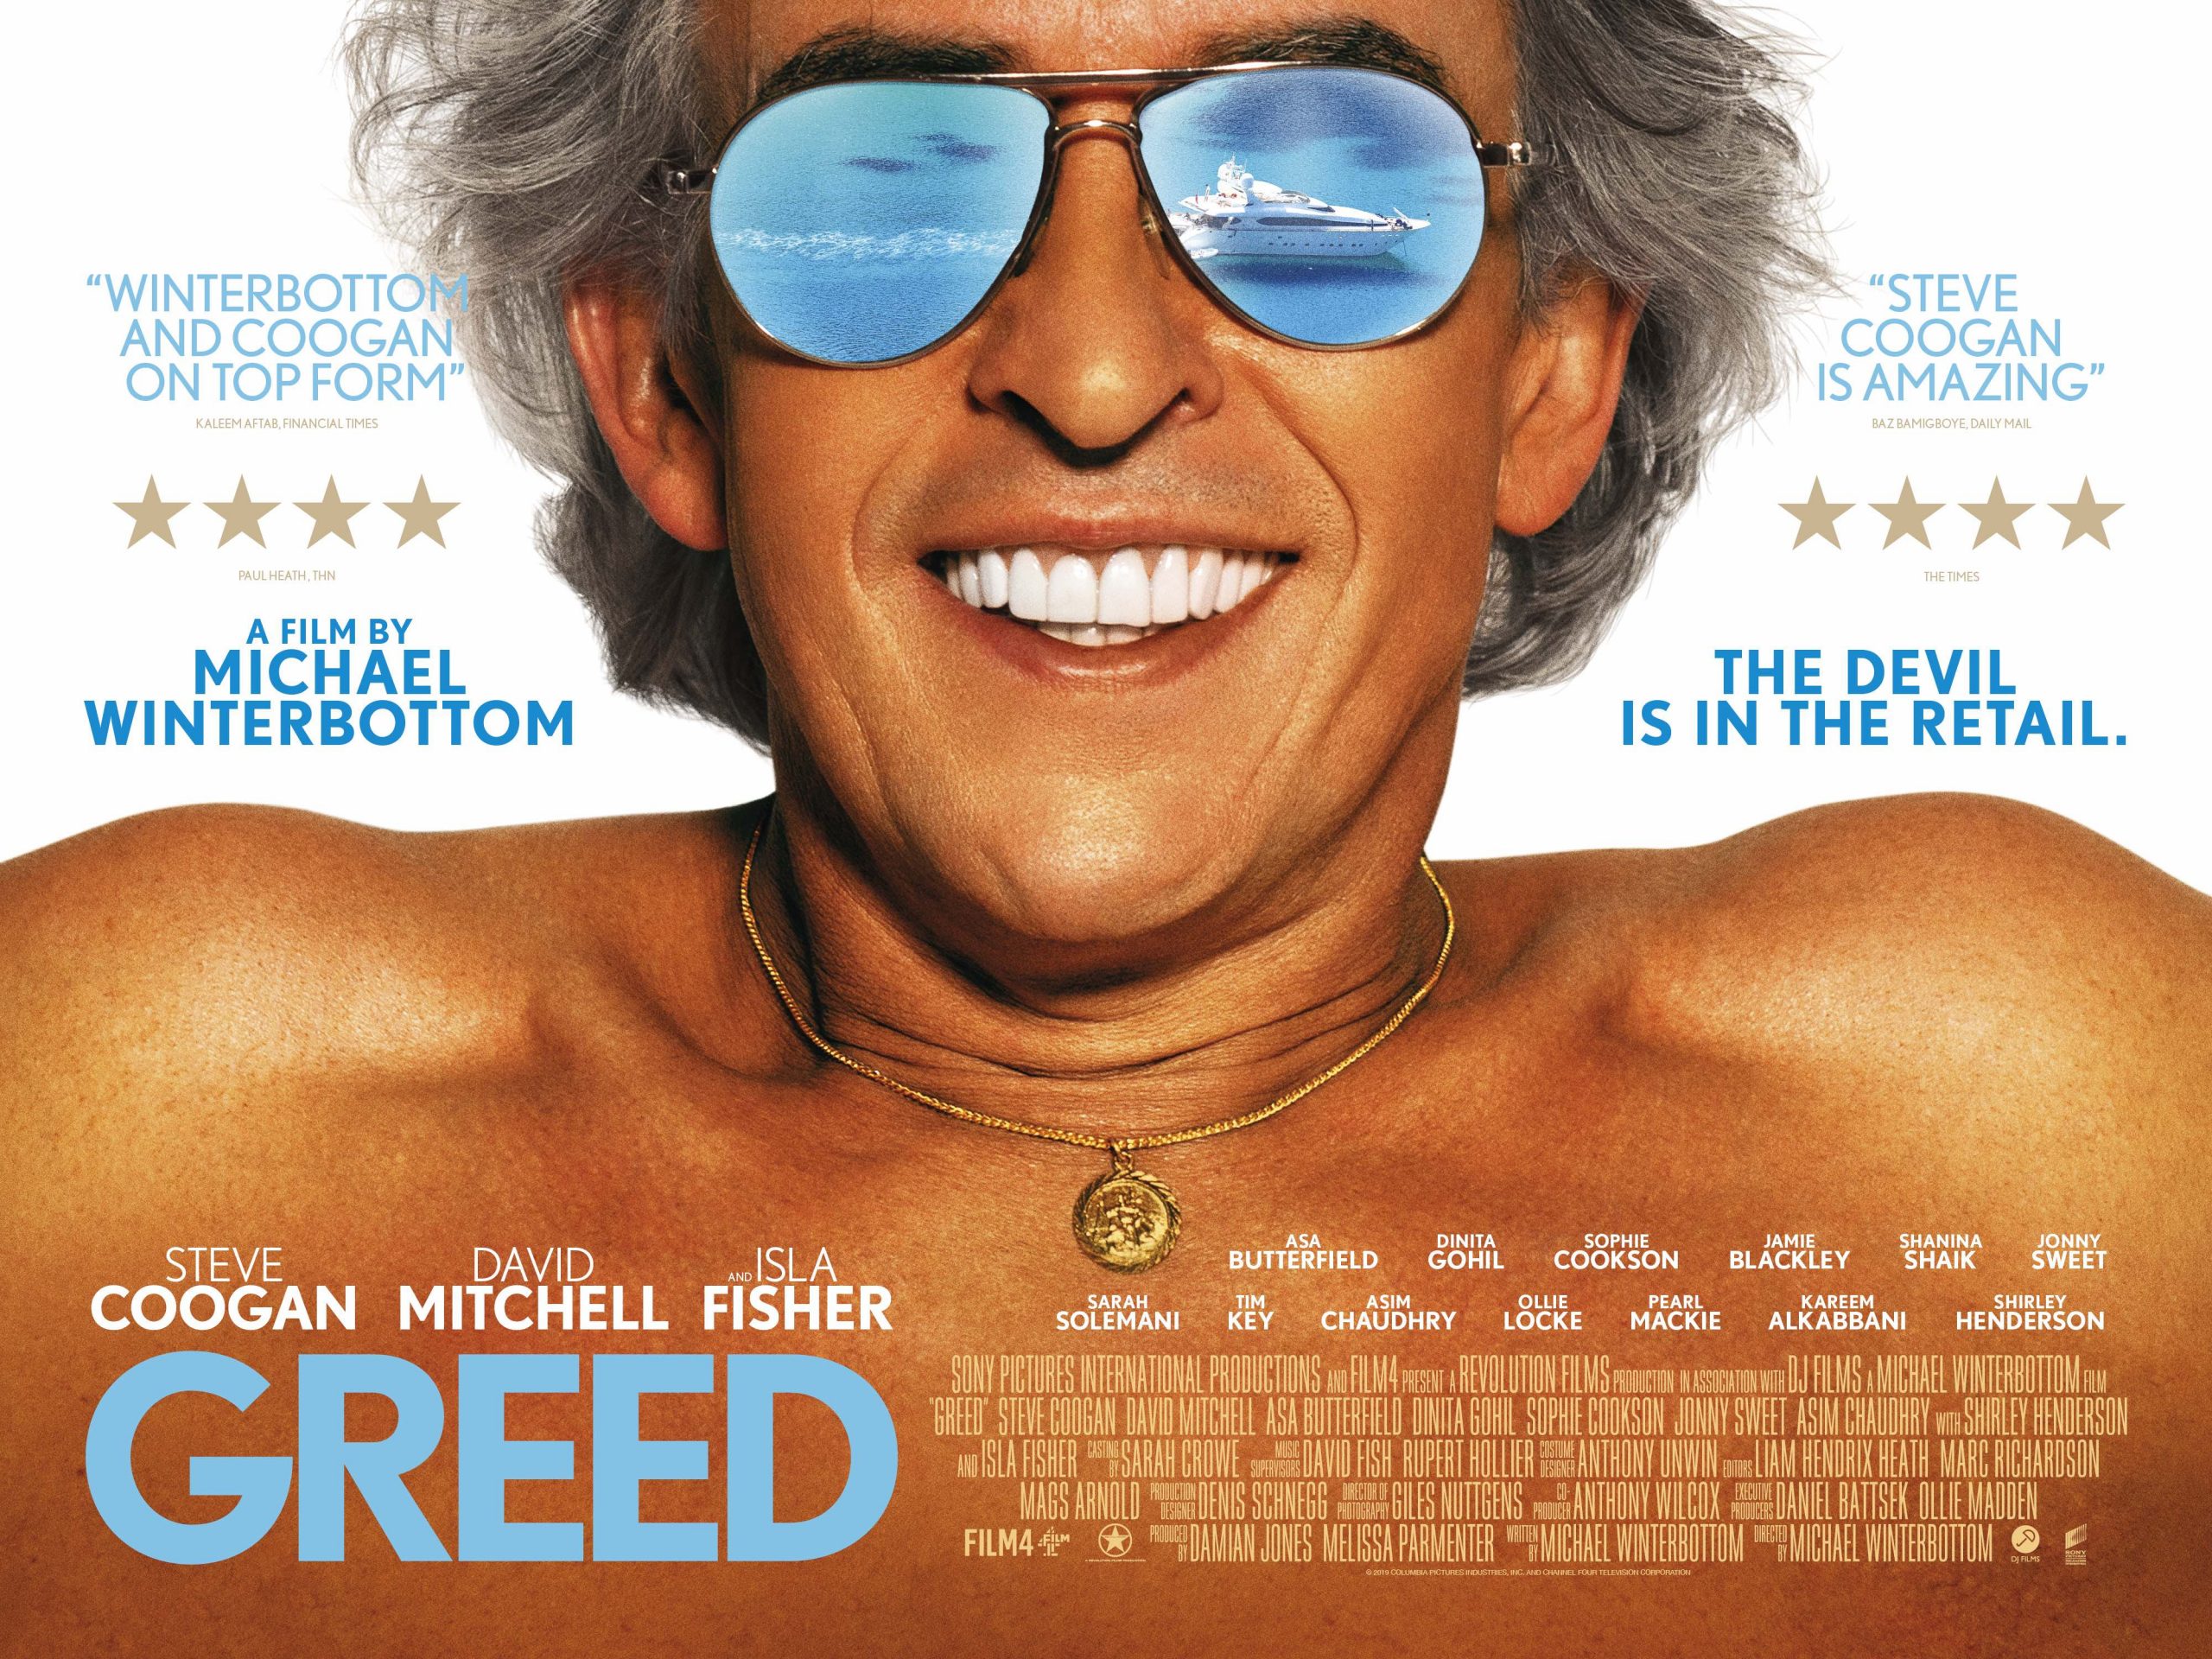 “WINTERBOTTOM
AND COOGAN
ON TOP FORM”
KALEEM AFTAB, FINANCIAL TIMES
PAUL HEATH, THN
A FILM BY
MICHAEL
WINTERBOTTOM
“STEVE
COOGAN
IS AMAZING”
BAZ BAMIGBOYE, DAILY MAIL
THE TIMES
THE DEVIL
IS IN THE RETAIL.
STEVE COOGAN
DAVID MITCHELL
AND ISLA FISHER
GREED
ASA BUTTERFIELD DINITA GOHIL SOPHIE COOKSON JAMIE BLACKLEY SHANINA SHAIK JONNY SWEET
SARAH SOLEMANI TIM KEY ASIM CHAUDHRY OLLIE LOCKE PEARL MACKIE KAREEM ALKABBANI SHIRLEY HENDERSON
SONY PICTURES INTERNATIONAL PRODUCTIONS AND FILM4 PRESENT A REVOLUTION FILMS PRODUCTION IN ASSOCIATION WITH DJ FILMS A MICHAEL WINTERBOTTOM FILM
"GREED" STEVE COOGAN DAVID MITCHELL ASA BUTTERFIELD DINITA GOHIL SOPHIE COOKSON JONNY SWEET ASIM CHAUDHRY WITH SHIRLEY HENDERSON
AND ISLA FISHER CASTING BY SARAH CROWE MUSIC SUPERVISORS DAVID FISH RUPERT HOLLIER COSTUME DESIGNER ANTHONY UNWIN EDITORS LIAM HENDRIX HEATH MARC RICHARDSON
MAGS ARNOLD PRODUCTION DESIGNER DENIS SCHNEGG DIRECTOR OF PHOTOGRAPHY GILES NUTTGENS CO-PRODUCER ANTHONY WILCOX EXECUTIVE PRODUCERS DANIEL BATTSEK OLLIE MADDEN
FILM4 FILM PRODUCED BY DAMIAN JONES MELISSA PARMENTER WRITTEN BY MICHAEL WINTERBOTTOM DIRECTED BY MICHAEL WINTERBOTTOM DJ FILMS SONY
© 2019 COLUMBIA PICTURES INDUSTRIES, INC. AND CHANNEL FOUR TELEVISION CORPORATION